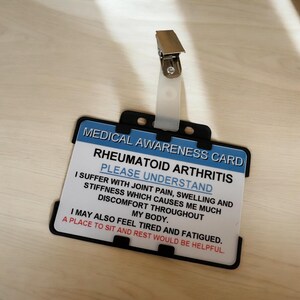 MEDICAL AWARENESS CARD
RHEUMATOID ARTHRITIS
PLEASE UNDERSTAND
I SUFFER WITH JOINT PAIN, SWELLING AND
STIFFNESS WHICH CAUSES ME MUCH
DISCOMFORT THROUGHOUT
MY BODY.
I MAY ALSO FEEL TIRED AND FATIGUED.
A PLACE TO SIT AND REST WOULD BE HELPFUL